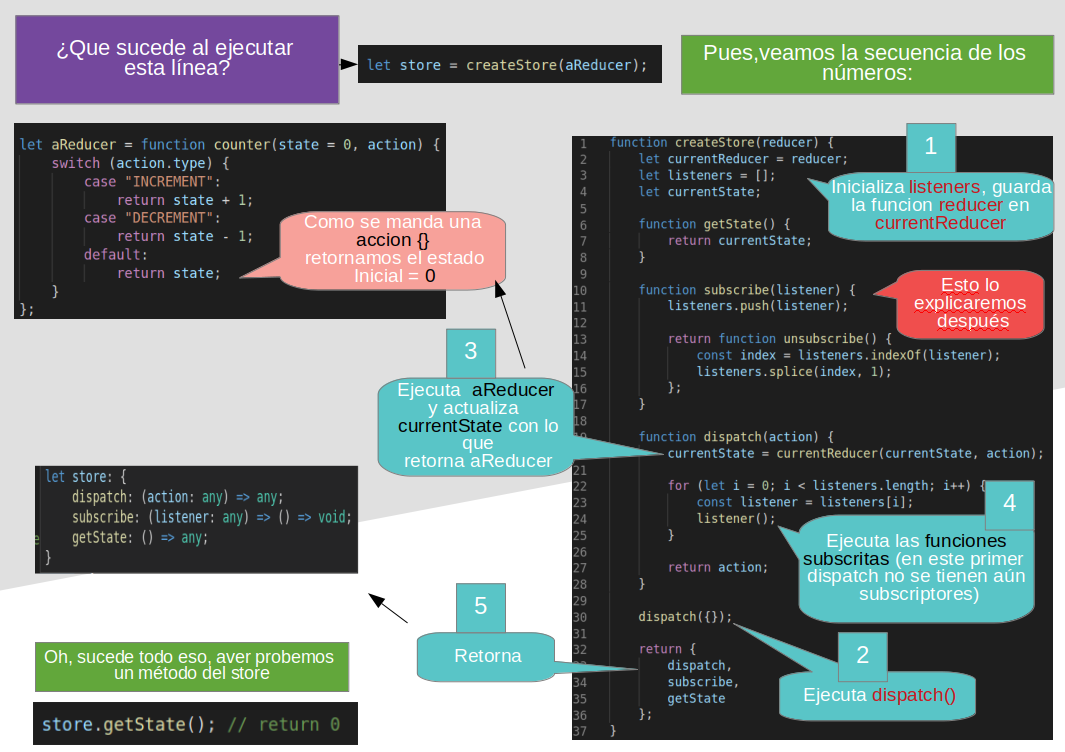 ¿Que sucede al ejecutar
esta línea?
let store = createStore(aReducer);
Pues,veamos la secuencia de los
números:
let aReducer = function counter(state = 0, action) {
switch (action.type) {
case "INCREMENT":
return state + 1;
case "DECREMENT":
return state - 1;
default:
return state;
}
};
Como se manda una
accion {}
retornamos el estado
Inicial = 0
1 function createStore(reducer) {
2 let currentReducer = reducer;
3 let listeners = [];
4 let currentState;
5
6 function getState() {
7 return currentState;
8 }
9
10 function subscribe(listener) {
11 listeners.push(listener);
12
13 return function unsubscribe() {
14 const index = listeners.indexOf(listener);
15 listeners.splice(index, 1);
16 };
17 }
18
19 function dispatch(action) {
currentState = currentReducer(currentState, action);
21
22 for (let i = 0; i < listeners.length; i++) {
23 const listener = listeners[i];
24 listener();
25 }
26
27 return action;
28 }
29
30 dispatch({});
31
32 return {
dispatch,
34 subscribe,
35 getState
36 };
37 }
1
Inicializa listeners, guarda
la funcion reducer en
currentReducer
Esto lo
explicaremos
después
3
Ejecuta aReducer
y actualiza
currentState con lo
que
retorna aReducer
4
Ejecuta las funciones
subscritas (en este primer
dispatch no se tienen aún
subscriptores)
2
Ejecuta dispatch()
5
Retorna
let store: {
dispatch: (action: any) => any;
subscribe: (listener: any) => () => void;
getState: () => any;
}
Oh, sucede todo eso, aver probemos
un método del store
store.getState(); // return 0